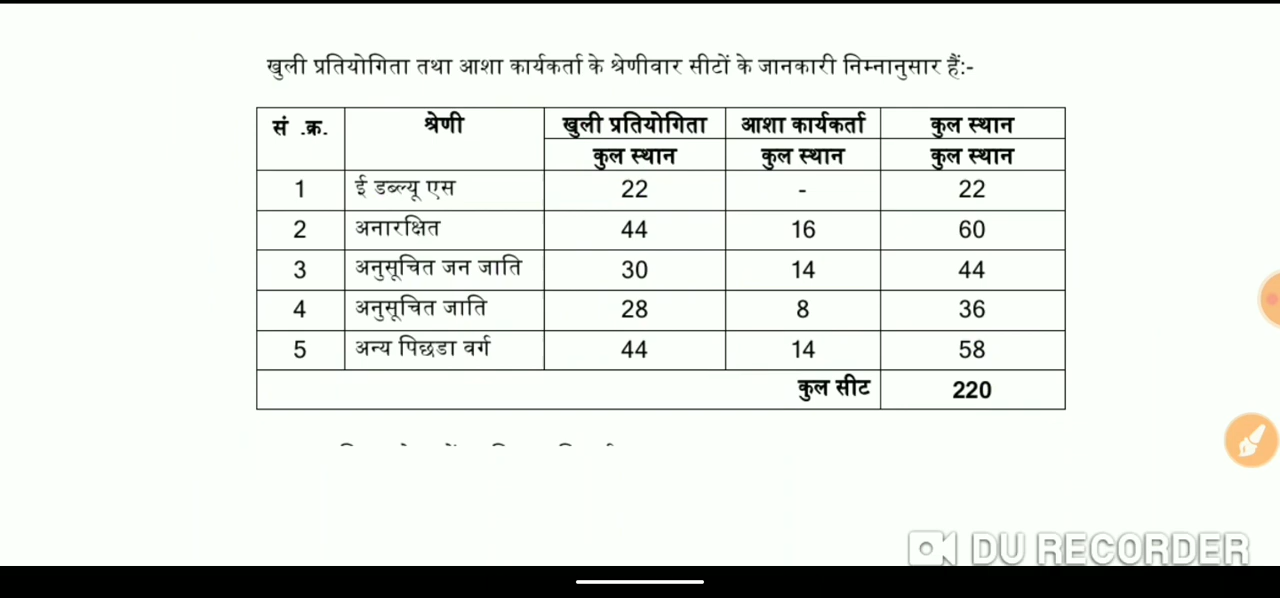 खुली प्रतियोगिता तथा आशा कार्यकर्ता के श्रेणीवार सीटों के जानकारी निम्नानुसार हैं:-
सं .क्र. श्रेणी खुली प्रतियोगिता आशा कार्यकर्ता कुल स्थान
कुल स्थान कुल स्थान कुल स्थान
1 ई डब्ल्यू एस 22 - 22
2 अनारक्षित 44 16 60
3 अनुसूचित जन जाति 30 14 44
4 अनुसूचित जाति 28 8 36
5 अन्य पिछडा वर्ग 44 14 58
कुल सीट 220
DU RECORDER